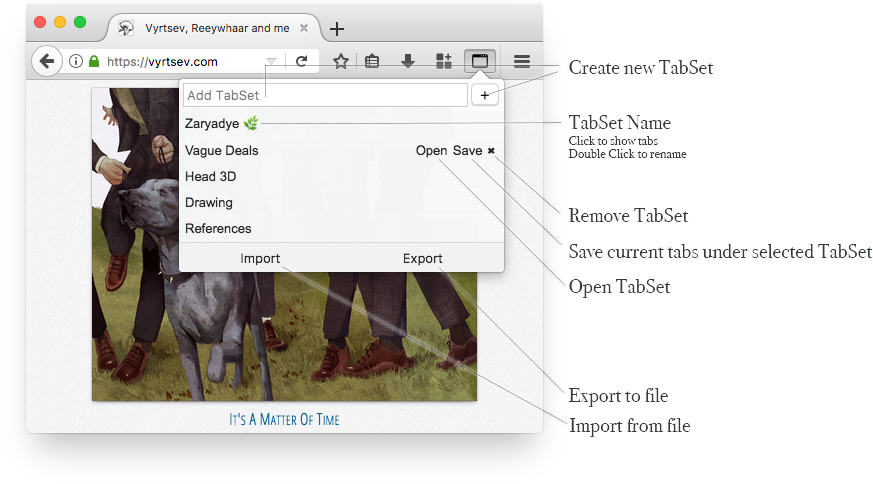 Vyrtsev, Reeywhaar and me
https://vyrtsev.com
Create new TabSet
Add TabSet
+
Zaryadye 🌿
TabSet Name
Click to show tabs
Double Click to rename
Vague Deals
Open Save ✖
Head 3D
Drawing
References
Remove TabSet
Save current tabs under selected TabSet
Import
Export
Open TabSet
Export to file
It's A Matter Of Time
Import from file